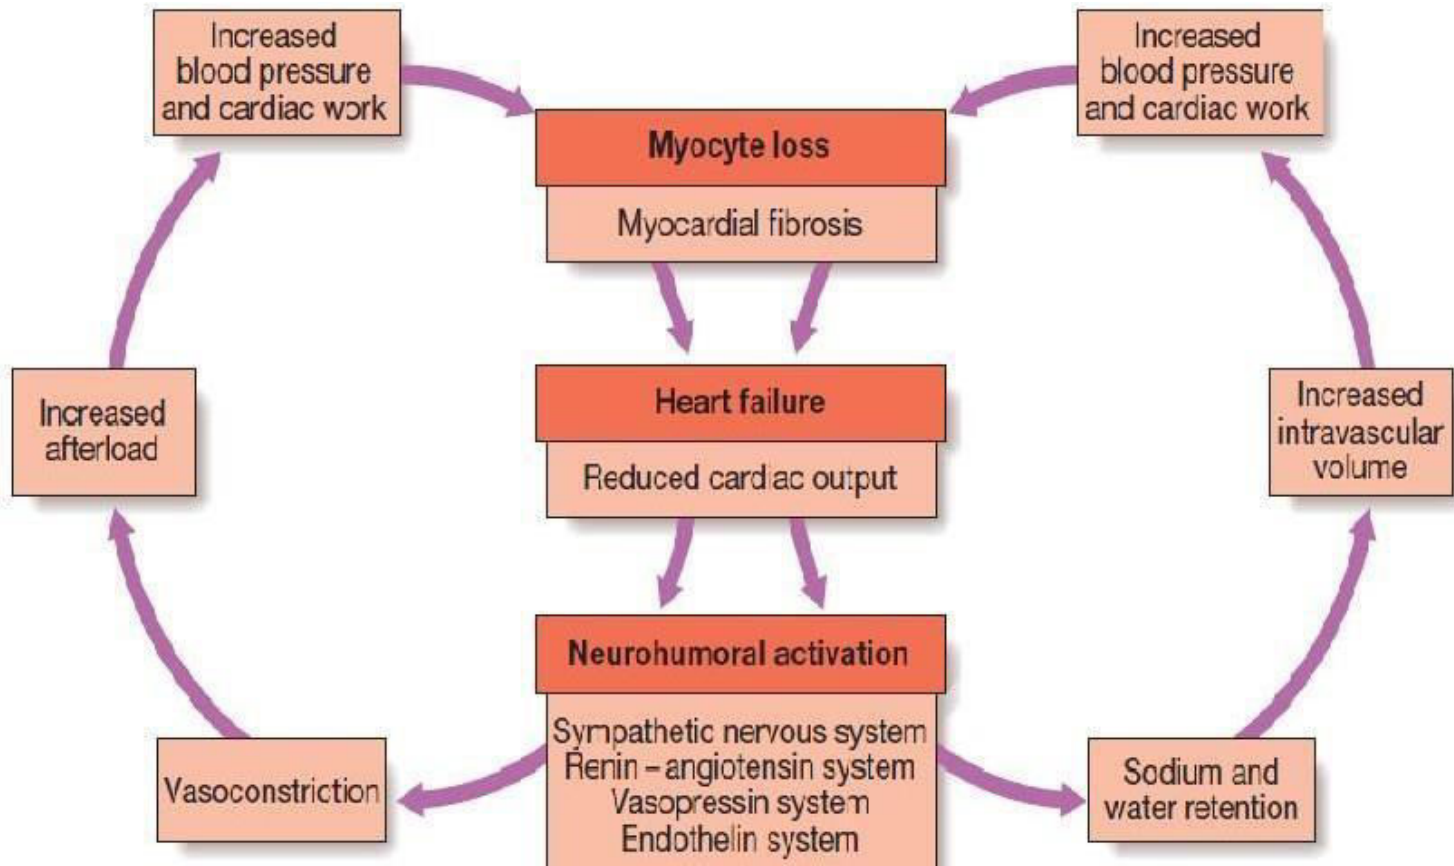 Increased
blood pressure
and cardiac work
Increased
blood pressure
and cardiac work
Myocyte loss
Myocardial fibrosis
Increased
afterload
Heart failure
Reduced cardiac output
Increased
intravascular
volume
Neurohumoral activation
Sympathetic nervous system
Renin – angiotensin system
Vasopressin system
Endothelin system
Vasoconstriction
Sodium and
water retention